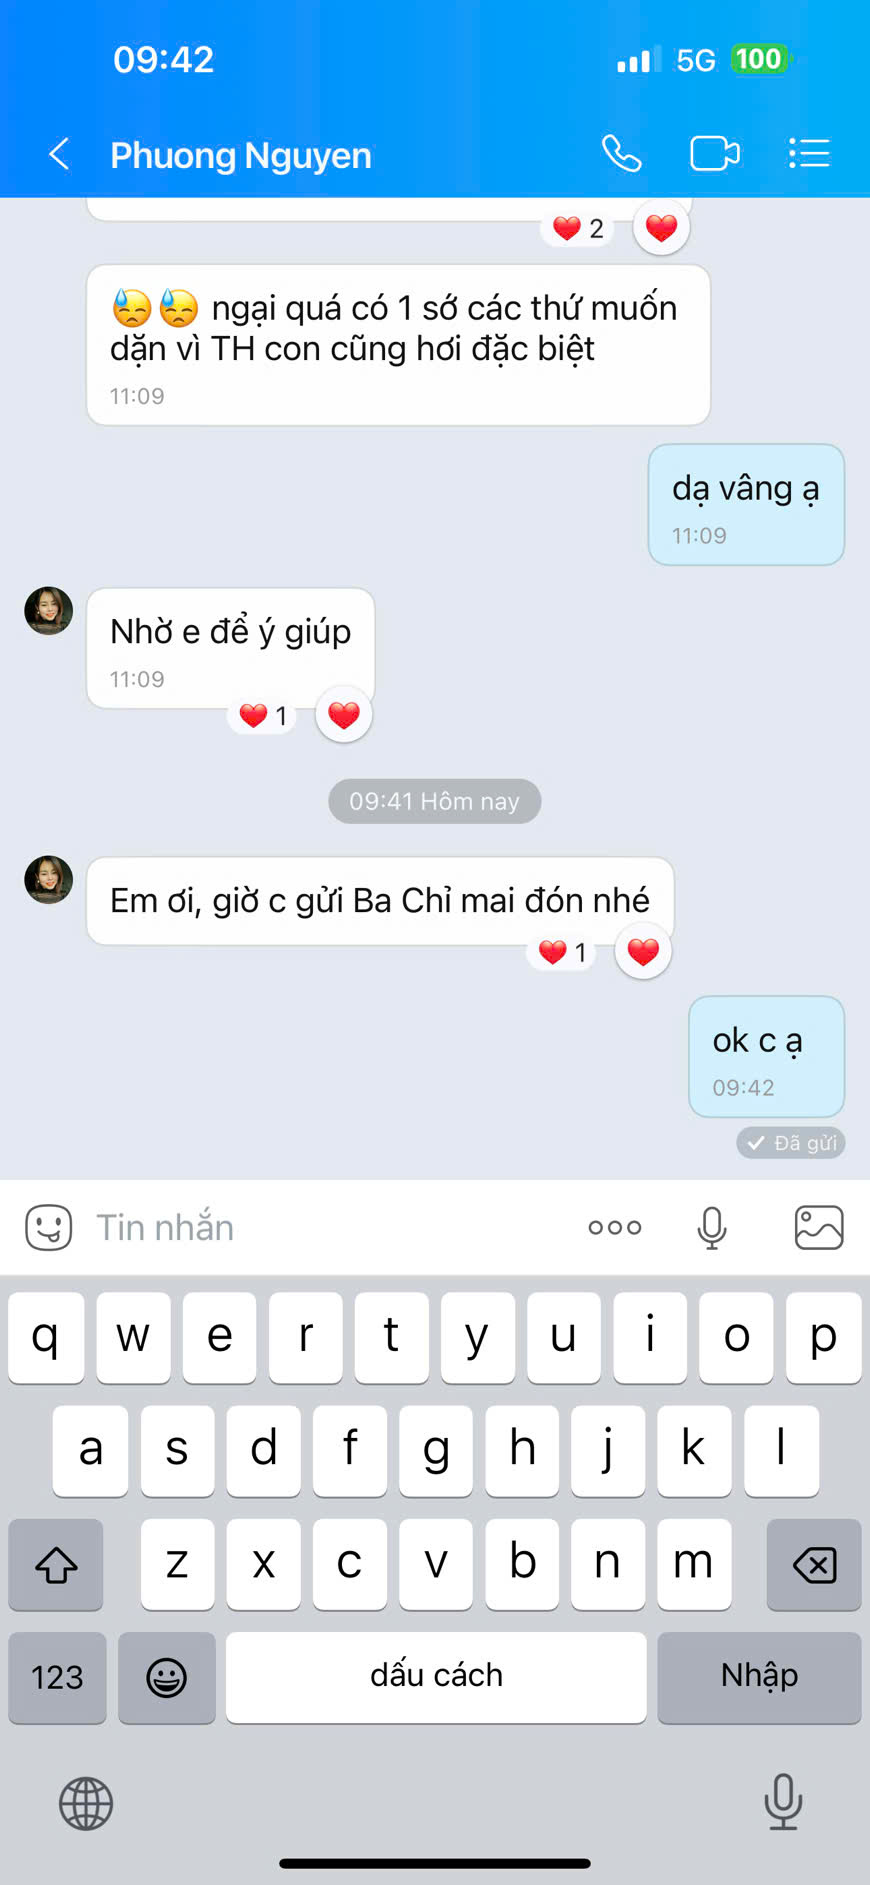 09:42
5G 100
Phuong Nguyen
2
😓😓 ngại quá có 1 sớ các thứ muốn
dặn vì TH con cũng hơi đặc biệt
11:09
dạ vâng ạ
11:09
Nhờ e để ý giúp
11:09
1
09:41 Hôm nay
Em ơi, giờ c gửi Ba Chỉ mai đón nhé
1
ok c ạ
09:42
Đã gửi
Tin nhắn
q w e r t y u i o p
a s d f g h j k l
z x c v b n m
123 dấu cách Nhập